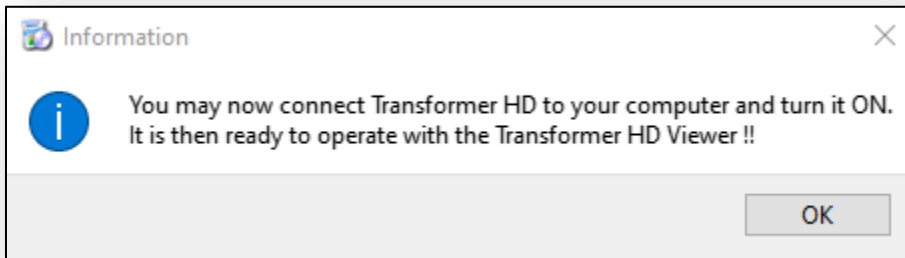 Information
You may now connect Transformer HD to your computer and turn it ON.
It is then ready to operate with the Transformer HD Viewer !!
OK